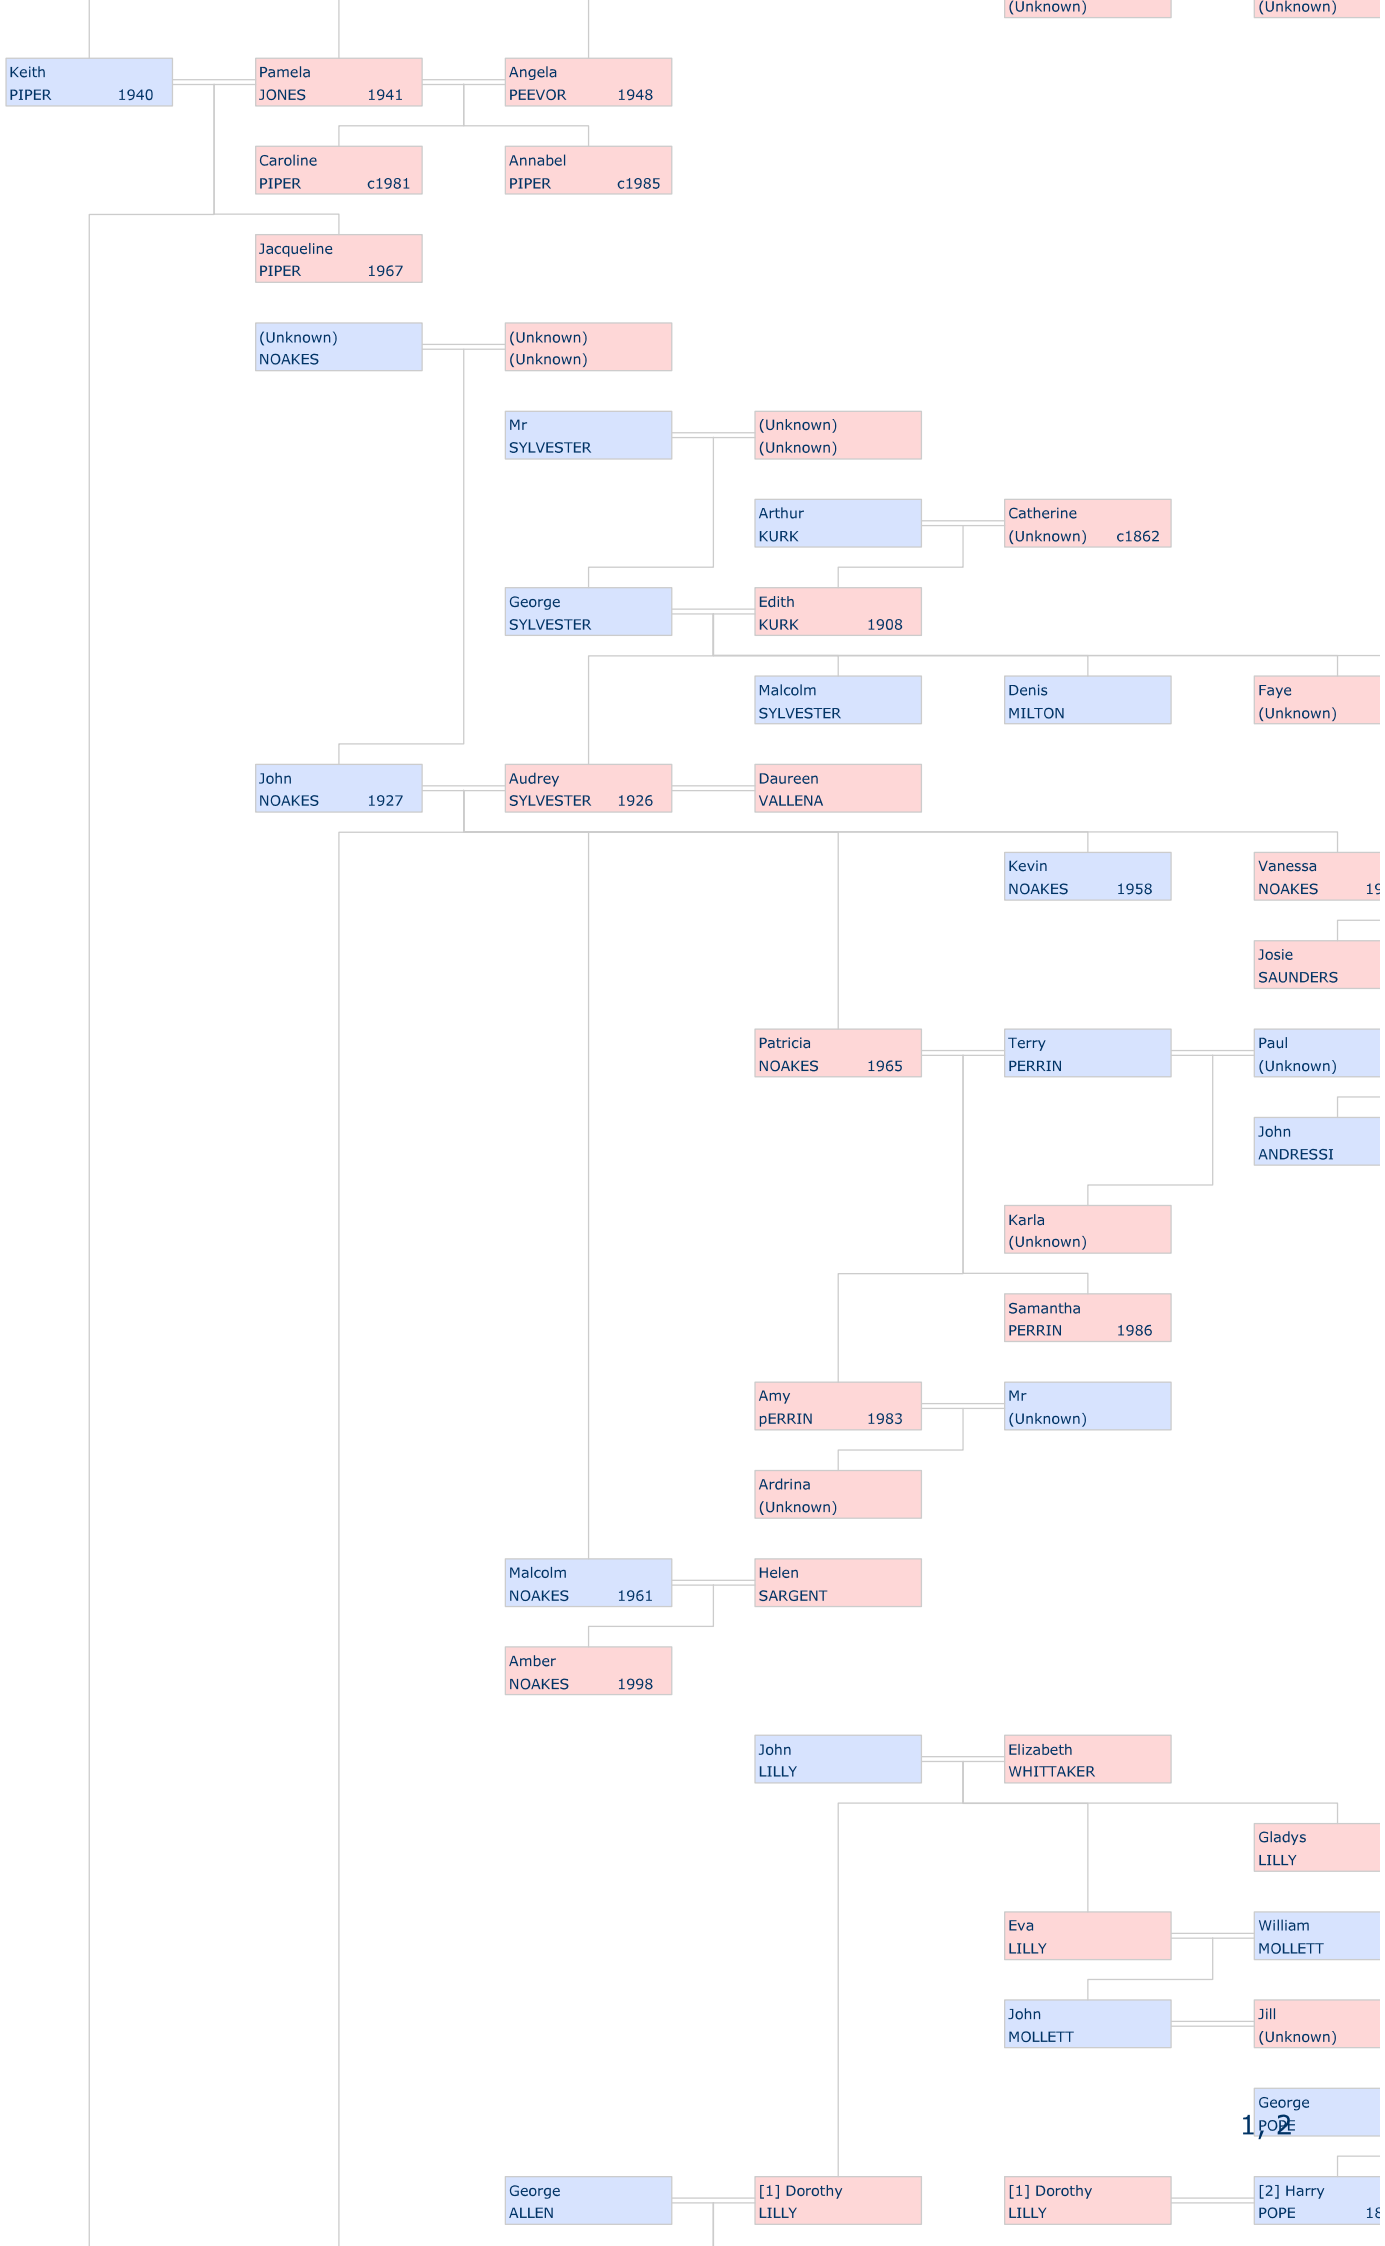 (Unknown)
(Unknown)
Keith
PIPER 1940
Pamela
JONES 1941
Angela
PEEVOR 1948
Caroline
PIPER c1981
Annabel
PIPER c1985
Jacqueline
PIPER 1967
(Unknown)
NOAKES
(Unknown)
(Unknown)
Mr
SYLVESTER
(Unknown)
(Unknown)
Arthur
KURK
Catherine
(Unknown) c1862
George
SYLVESTER
Edith
KURK 1908
Malcolm
SYLVESTER
Denis
MILTON
Faye
(Unknown)
John
NOAKES 1927
Audrey
SYLVESTER 1926
Daureen
VALLENA
Kevin
NOAKES 1958
Vanessa
NOAKES 19
Josie
SAUNDERS
Patricia
NOAKES 1965
Terry
PERRIN
Paul
(Unknown)
John
ANDRESSI
Karla
(Unknown)
Samantha
PERRIN 1986
Amy
pERRIN 1983
Mr
(Unknown)
Ardrina
(Unknown)
Malcolm
NOAKES 1961
Helen
SARGENT
Amber
NOAKES 1998
John
LILLY
Elizabeth
WHITTAKER
Gladys
LILLY
Eva
LILLY
William
MOLLETT
John
MOLLETT
Jill
(Unknown)
George
POPE
1, 2
George
ALLEN
[1] Dorothy
LILLY
[1] Dorothy
LILLY
[2] Harry
POPE 18